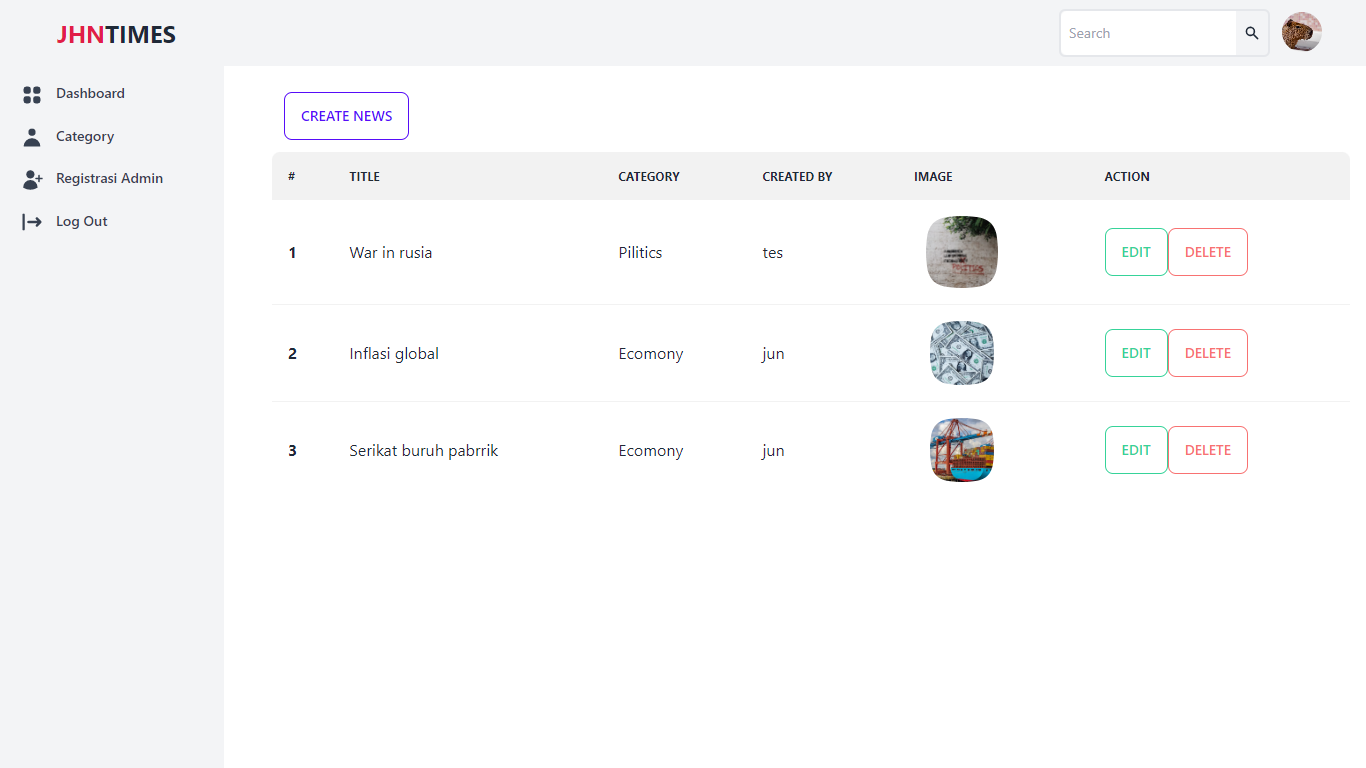 JHNTIMES
Search
Dashboard
Category
Registrasi Admin
Log Out
CREATE NEWS
# TITLE CATEGORY CREATED BY IMAGE ACTION
1 War in rusia Pilitics tes EDIT DELETE
2 Inflasi global Ecomony jun EDIT DELETE
3 Serikat buruh pabrrik Ecomony jun EDIT DELETE